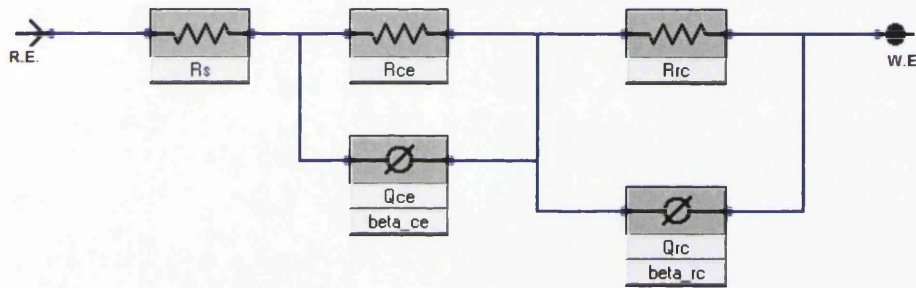 R.E.
Rs
Rce
Rrc
W.E
Qce
beta_ce
Qrc
beta_rc